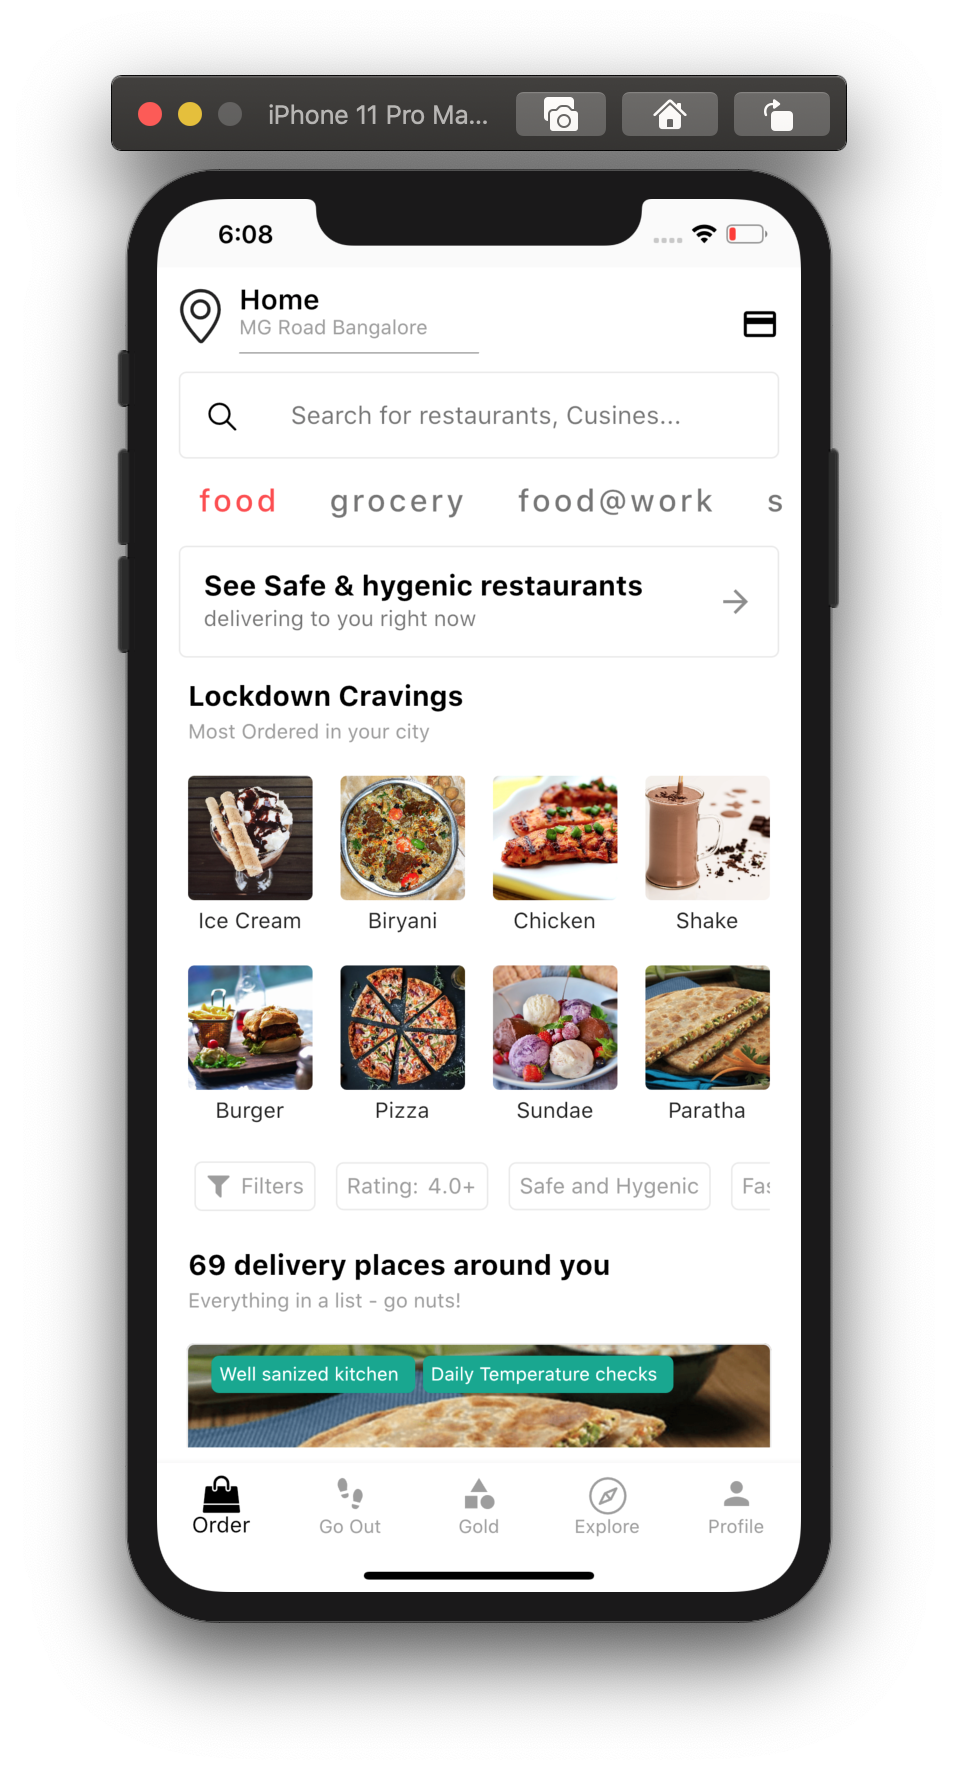 iPhone 11 Pro Ma...
6:08
Home
MG Road Bangalore
Search for restaurants, Cusines...
food grocery food@work s
See Safe & hygenic restaurants
delivering to you right now
Lockdown Cravings
Most Ordered in your city
Ice Cream Biryani Chicken Shake
Burger Pizza Sundae Paratha
Filters Rating: 4.0+ Safe and Hygenic Fas
69 delivery places around you
Everything in a list - go nuts!
Well sanized kitchen Daily Temperature checks
Order Go Out Gold Explore Profile